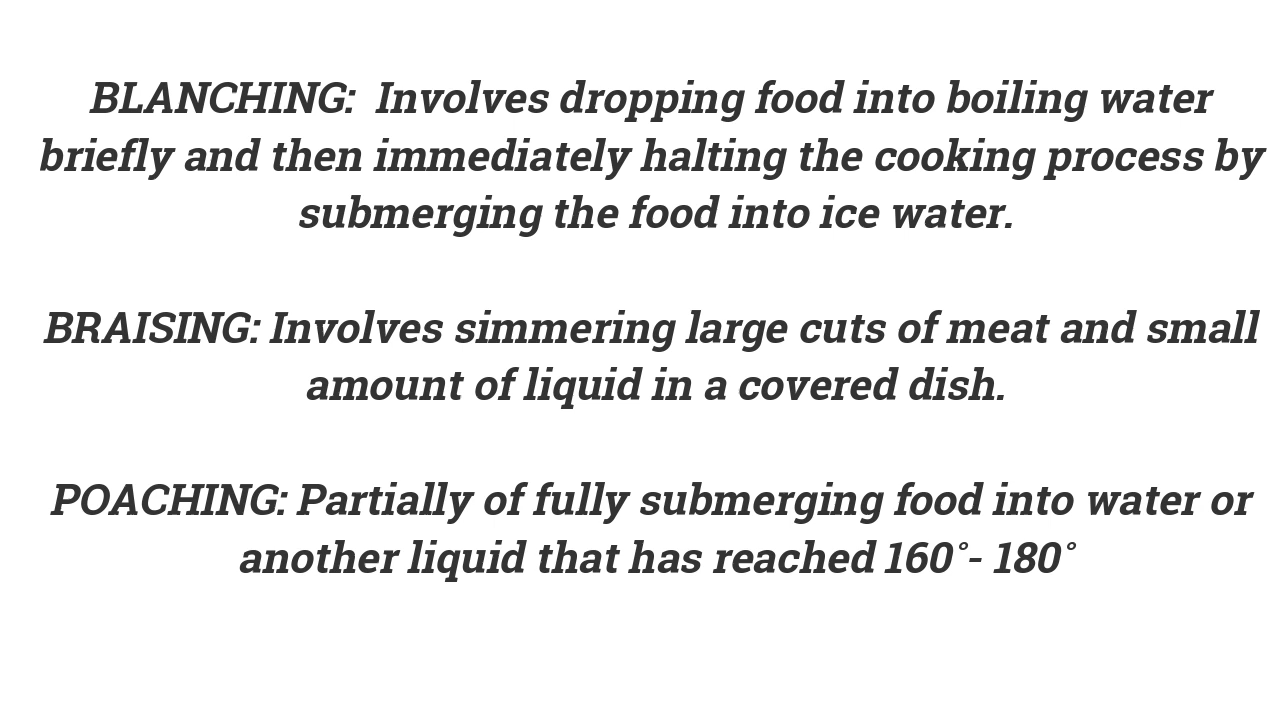 BLANCHING:  Involves dropping food into boiling water
briefly and then immediately halting the cooking process by
submerging the food into ice water.
BRAISING: Involves simmering large cuts of meat and small
amount of liquid in a covered dish.
POACHING: Partially of fully submerging food into water or
another liquid that has reached 160°- 180°